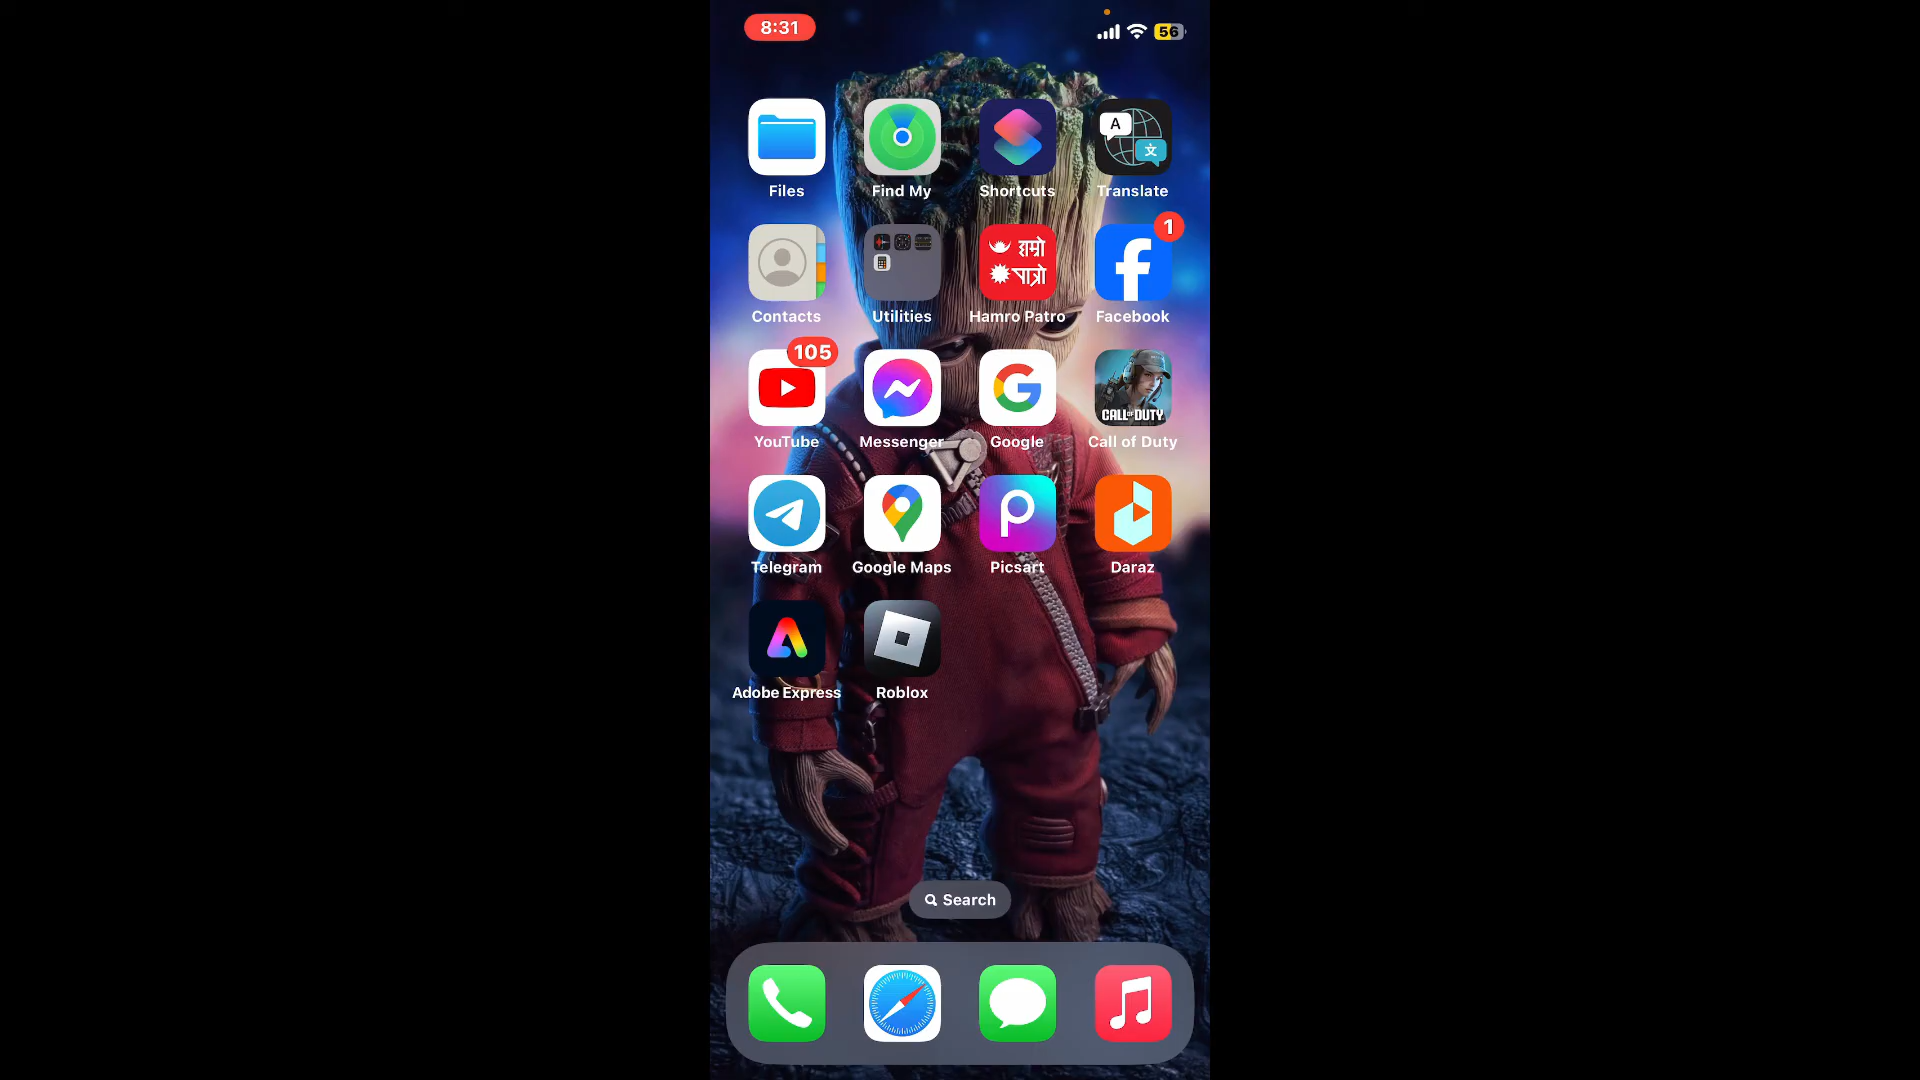 8:31
56
A
文
Files
Find My
Shortcuts
Translate
हाम्रो
पात्रो
1
Contacts
Utilities
Hamro Patro
Facebook
105
CALL OF DUTY
YouTube
Messenger
Google
Call of Duty
Telegram
Google Maps
Picsart
Daraz
Adobe Express
Roblox
Search